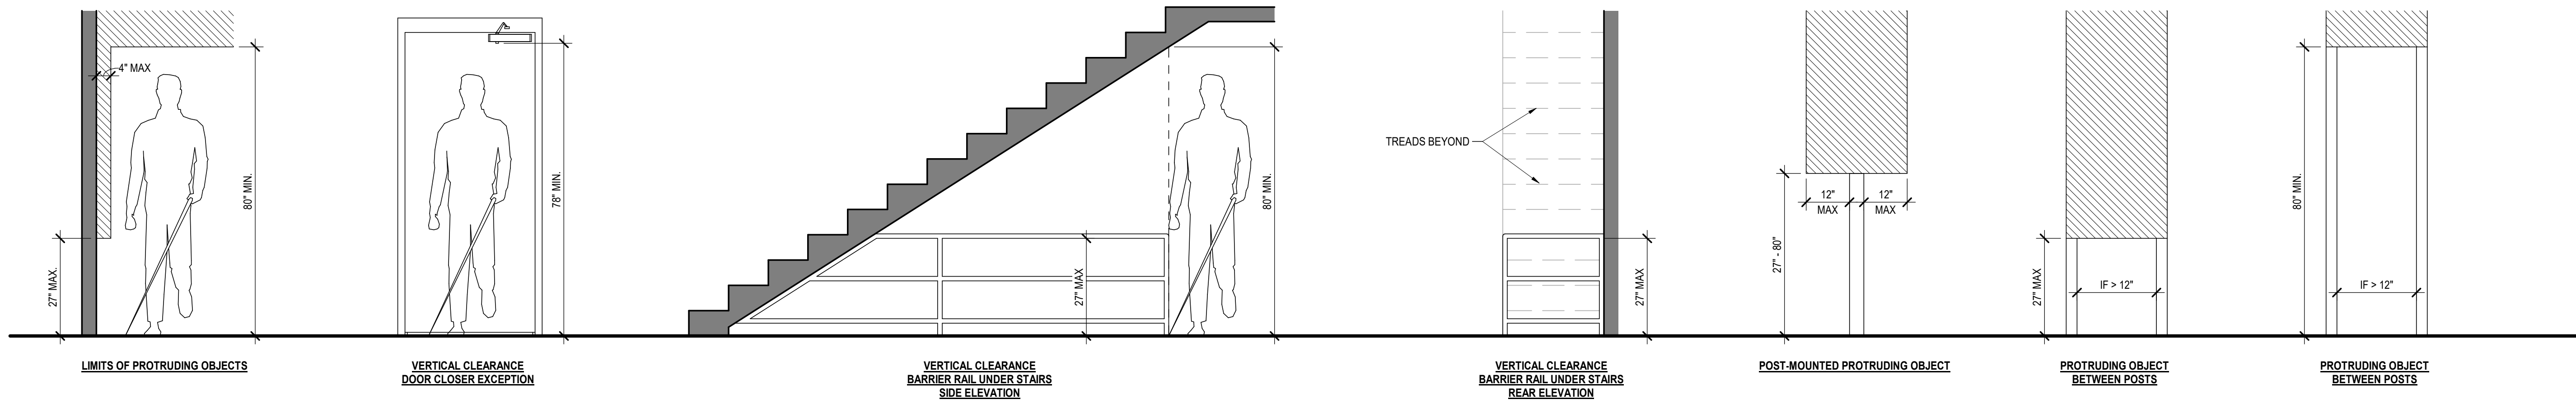 4" MAX
80" MIN.
27" MAX.
LIMITS OF PROTRUDING OBJECTS
78" MIN.
VERTICAL CLEARANCE
DOOR CLOSER EXCEPTION
80" MIN.
27" MAX
VERTICAL CLEARANCE
BARRIER RAIL UNDER STAIRS
SIDE ELEVATION
TREADS BEYOND
27" MAX
VERTICAL CLEARANCE
BARRIER RAIL UNDER STAIRS
REAR ELEVATION
12"
MAX
12"
MAX
27" - 80"
POST-MOUNTED PROTRUDING OBJECT
27" MAX
IF > 12"
PROTRUDING OBJECT
BETWEEN POSTS
80" MIN.
IF > 12"
PROTRUDING OBJECT
BETWEEN POSTS